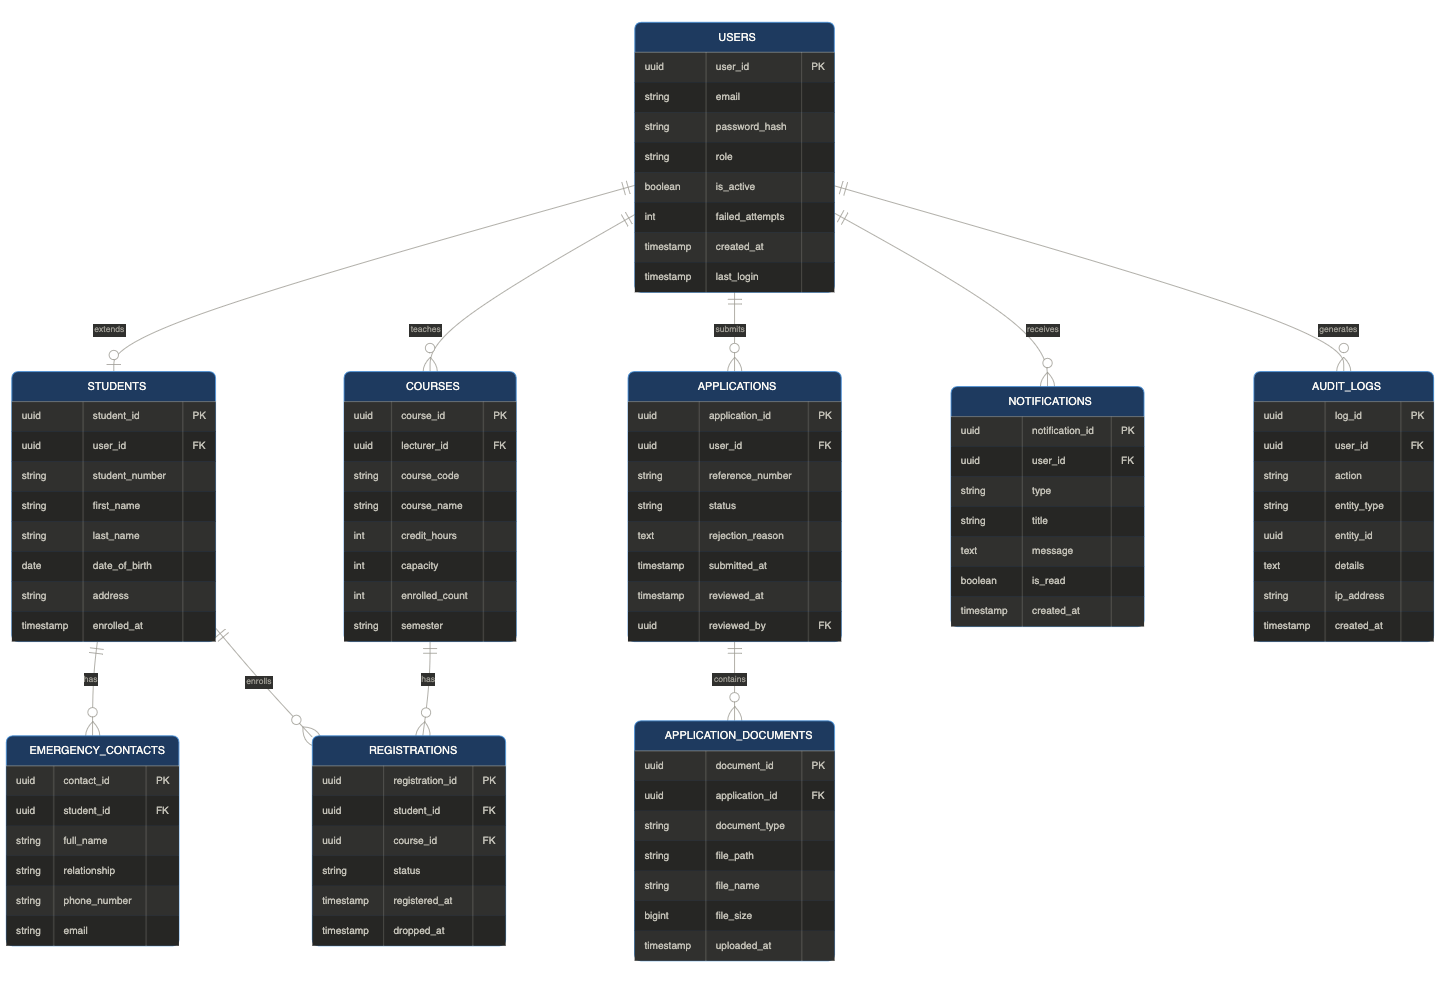 USERS
uuid user_id PK
string email
string password_hash
string role
boolean is_active
int failed_attempts
timestamp created_at
timestamp last_login
extends
teaches
submits
receives
generates
STUDENTS
uuid student_id PK
uuid user_id FK
string student_number
string first_name
string last_name
date date_of_birth
string address
timestamp enrolled_at
COURSES
uuid course_id PK
uuid lecturer_id FK
string course_code
string course_name
int credit_hours
int capacity
int enrolled_count
string semester
APPLICATIONS
uuid application_id PK
uuid user_id FK
string reference_number
string status
text rejection_reason
timestamp submitted_at
timestamp reviewed_at
uuid reviewed_by FK
NOTIFICATIONS
uuid notification_id PK
uuid user_id FK
string type
string title
text message
boolean is_read
timestamp created_at
AUDIT_LOGS
uuid log_id PK
uuid user_id FK
string action
string entity_type
uuid entity_id
text details
string ip_address
timestamp created_at
has
enrolls
has
contains
EMERGENCY_CONTACTS
uuid contact_id PK
uuid student_id FK
string full_name
string relationship
string phone_number
string email
REGISTRATIONS
uuid registration_id PK
uuid student_id FK
uuid course_id FK
string status
timestamp registered_at
timestamp dropped_at
APPLICATION_DOCUMENTS
uuid document_id PK
uuid application_id FK
string document_type
string file_path
string file_name
bigint file_size
timestamp uploaded_at